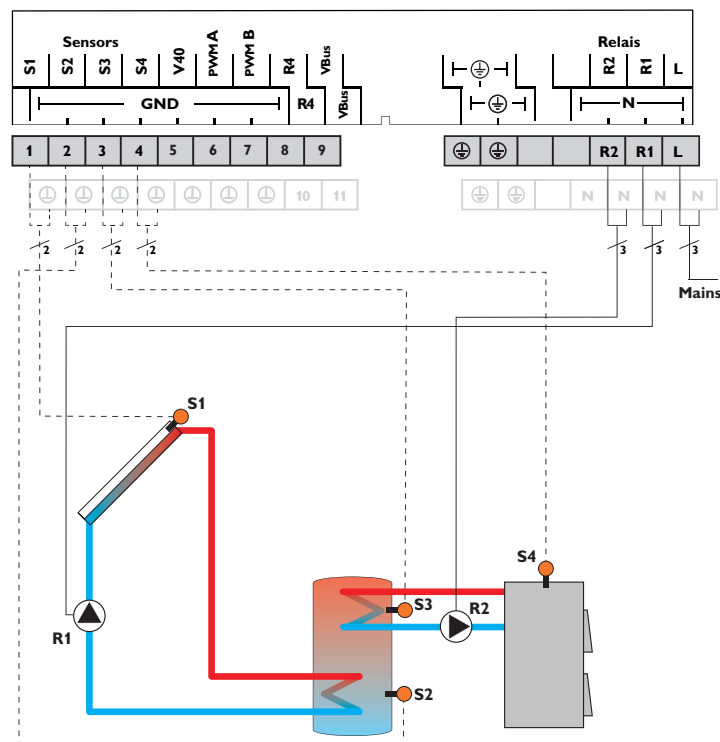 Sensors
Relais
S1 S2 S3 S4 V40 PWM A PWM B R4 VBus
R2 R1 L
GND R4 VBus
N
1 2 3 4 5 6 7 8 9
R2 R1 L
10 11
N N N N
2 2 2 2
3 3 3
Mains
S1
S4
S3
R2
R1
S2